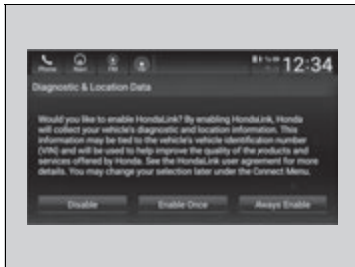 Phone
12:34
Diagnostic & Location Data
Would you like to enable HondaLink? By enabling HondaLink, Honda
will collect your vehicle's diagnostic and location information. This
information may be tied to the vehicle's vehicle identification number
(VIN) and will be used to help improve the quality of the products and
services offered by Honda. See the HondaLink user agreement for more
details. You may change your selection later under the Connect Menu.
Disable Enable Once Always Enable